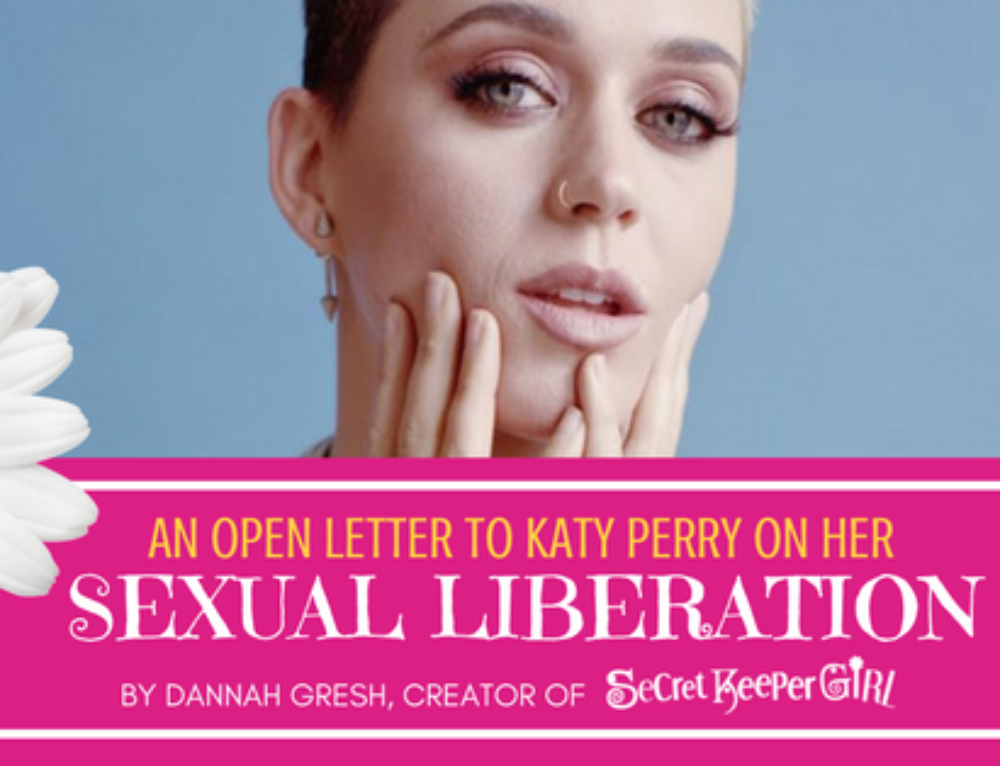 AN OPEN LETTER TO KATY PERRY ON HER
SEXUAL LIBERATION
BY DANNAH GRESH, CREATOR OF SeCret KeePer GiRl